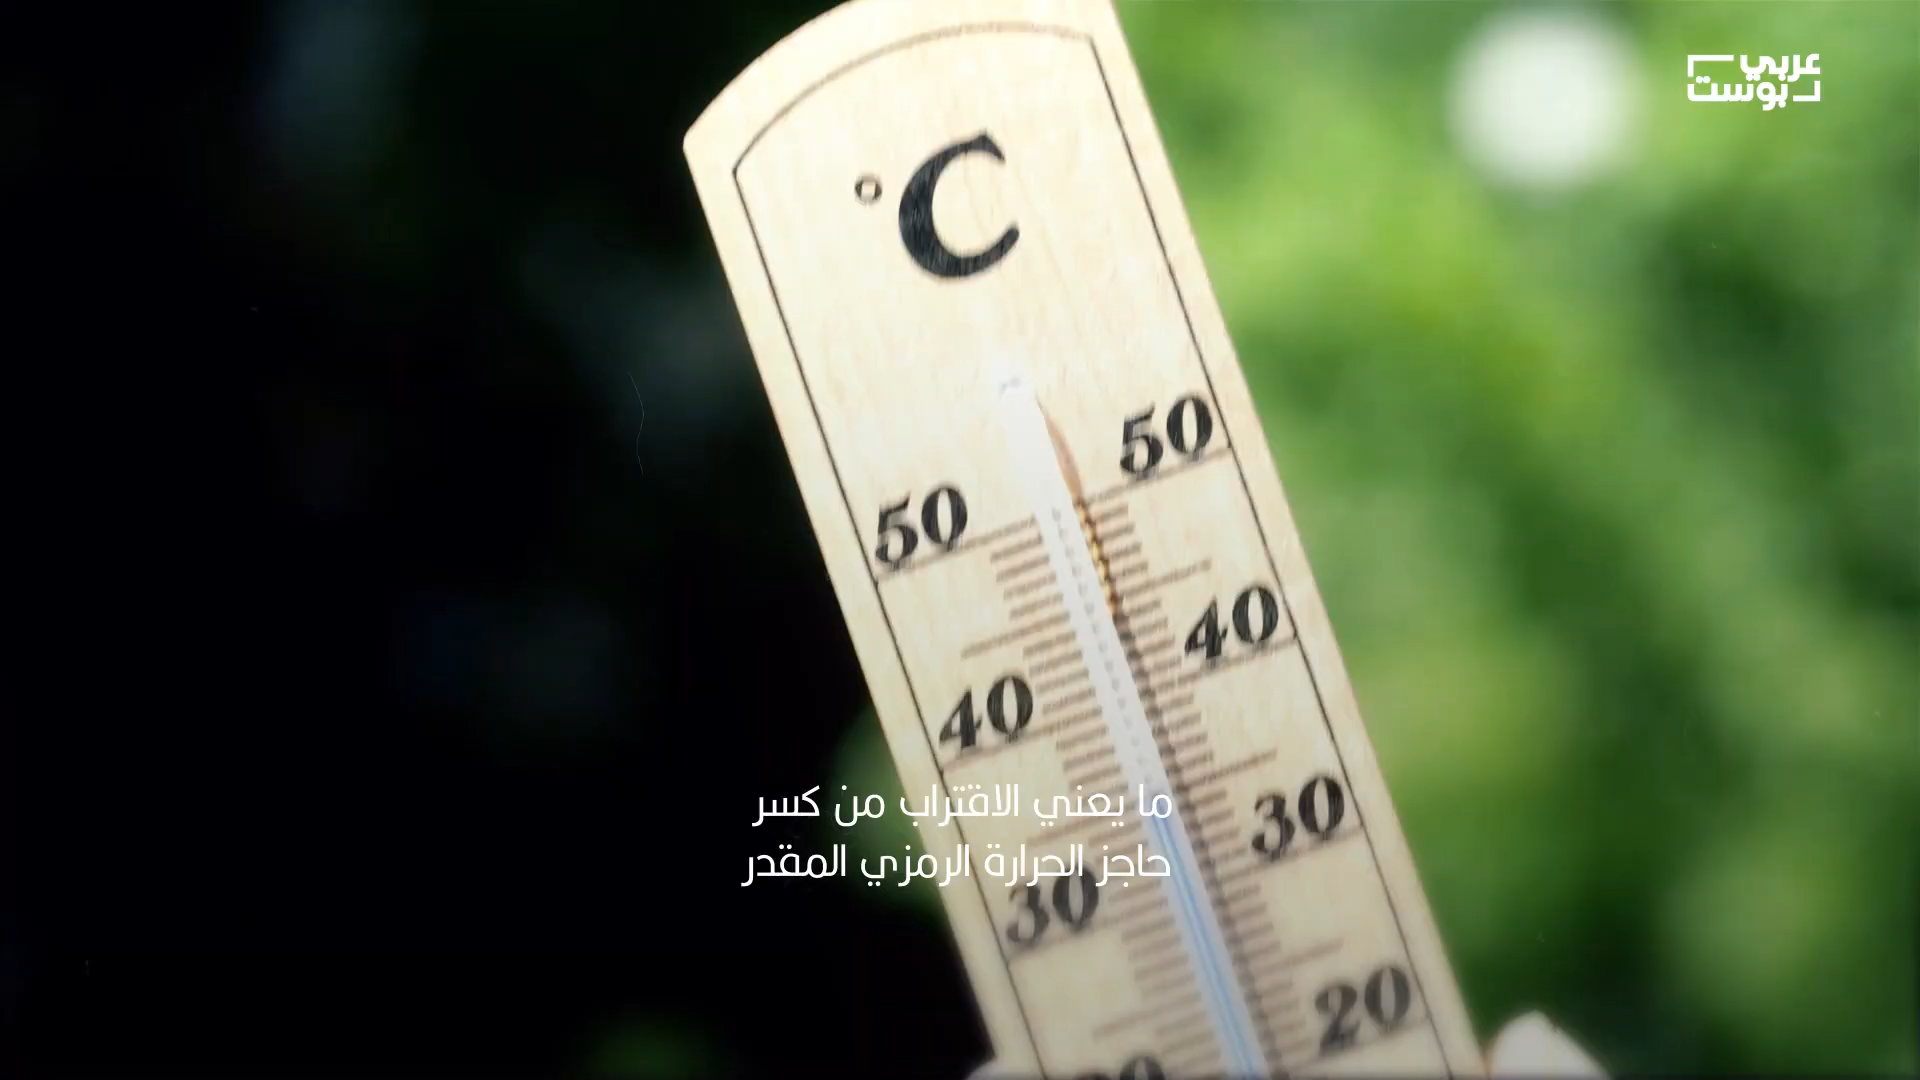 عربي
بوست
°C
50 50
40 40
30 30
20
ما يعني الاقتراب من كسر
حاجز الحرارة الرمزي المقدر